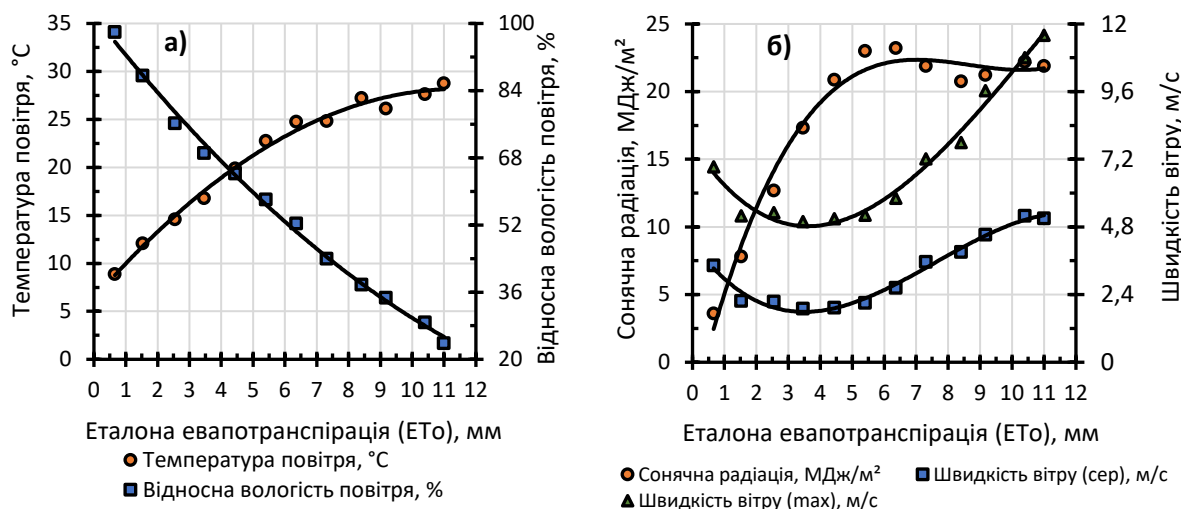 а)
Температура повітря, °С
35
30
25
20
15
10
5
0
100
84
68
52
36
20
Відносна вологість повітря, %
0 1 2 3 4 5 6 7 8 9 10 11 12
Еталона евапотранспірація (ETo), мм
Температура повітря, °С
Відносна вологість повітря, %
б)
Сонячна радіація, МДж/м²
25
20
15
10
5
0
12
9,6
7,2
4,8
2,4
0
Швидкість вітру, м/с
0 1 2 3 4 5 6 7 8 9 10 11 12
Еталона евапотранспірація (ETo), мм
Сонячна радіація, МДж/м² Швидкість вітру (сер), м/с
Швидкість вітру (max), м/с